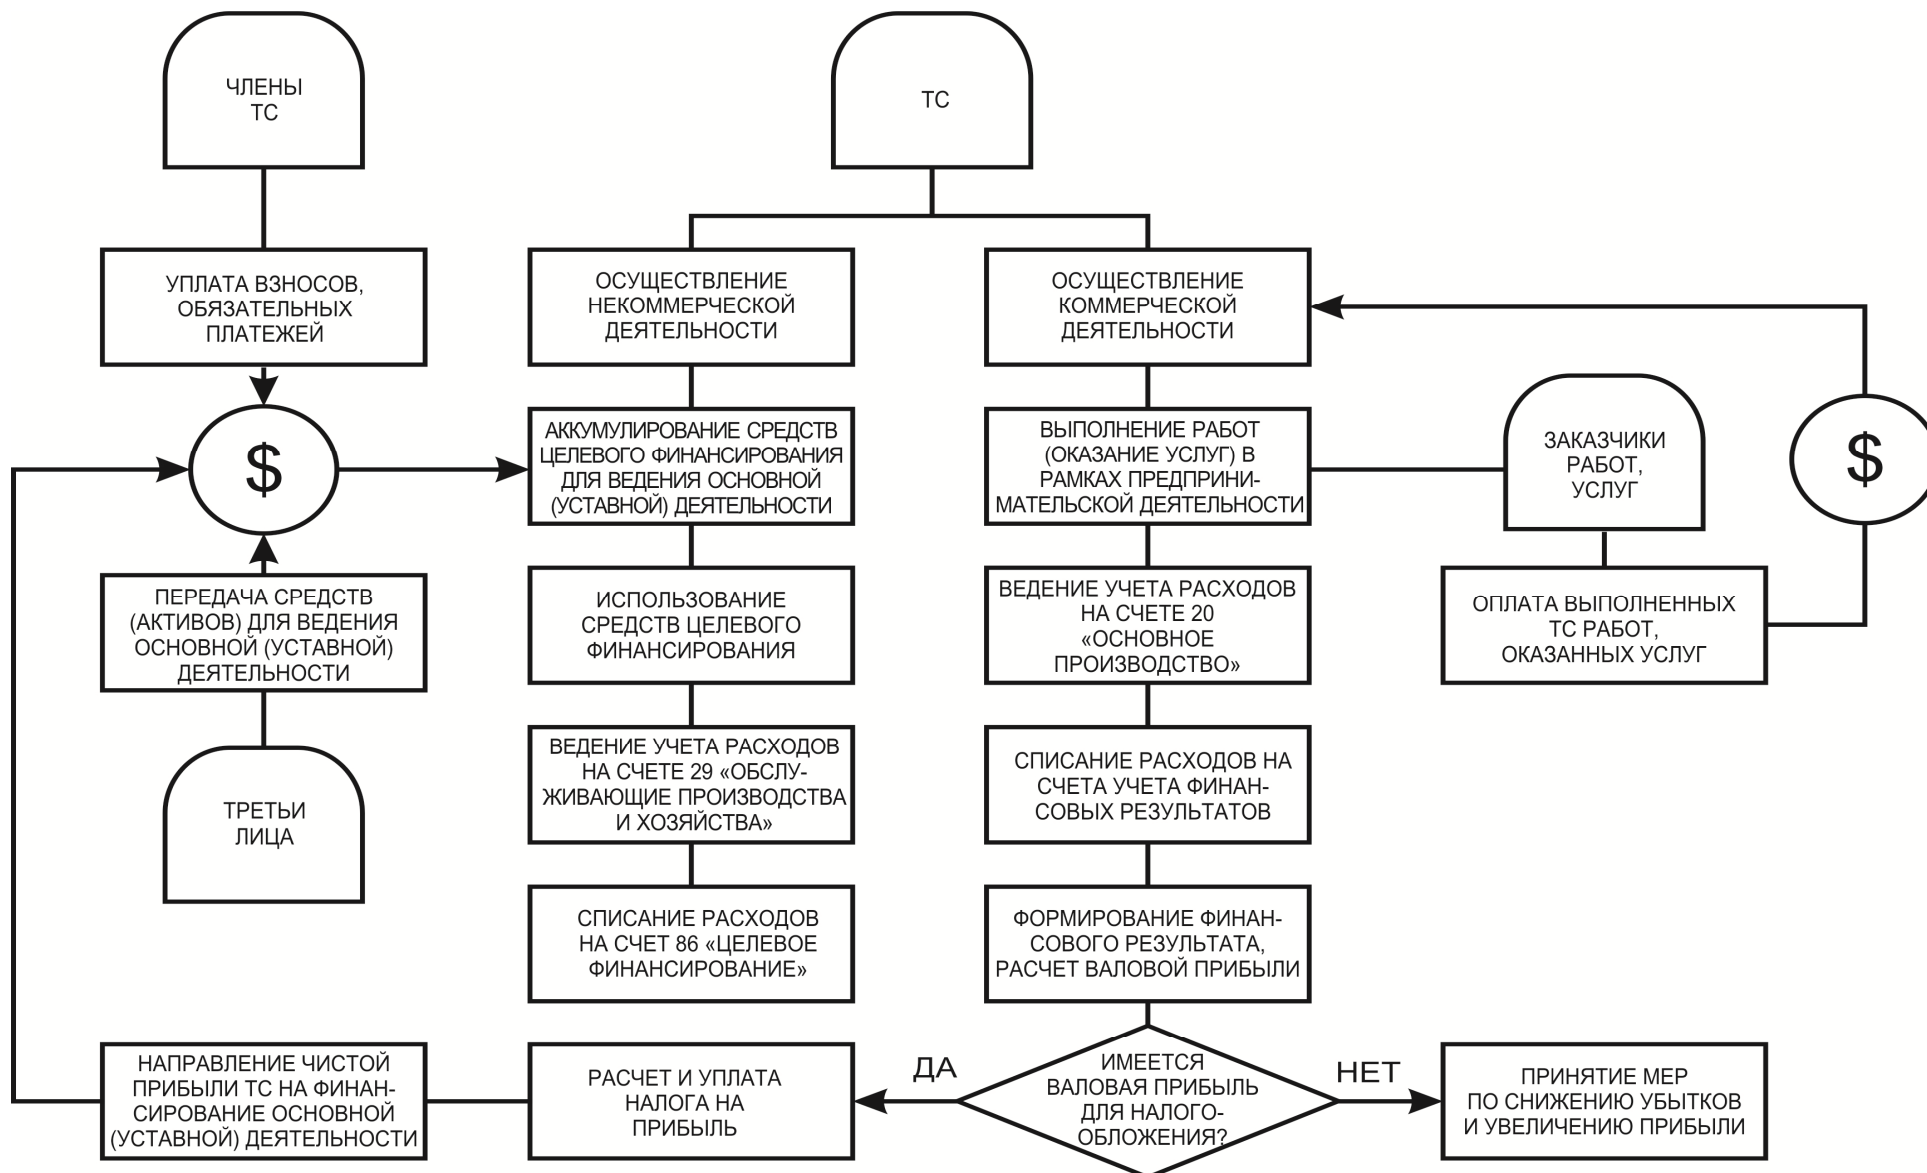 ЧЛЕНЫ
ТС
ТС
УПЛАТА ВЗНОСОВ,
ОБЯЗАТЕЛЬНЫХ
ПЛАТЕЖЕЙ
ОСУЩЕСТВЛЕНИЕ
НЕКОММЕРЧЕСКОЙ
ДЕЯТЕЛЬНОСТИ
ОСУЩЕСТВЛЕНИЕ
КОММЕРЧЕСКОЙ
ДЕЯТЕЛЬНОСТИ
$
АККУМУЛИРОВАНИЕ СРЕДСТВ
ЦЕЛЕВОГО ФИНАНСИРОВАНИЯ
ДЛЯ ВЕДЕНИЯ ОСНОВНОЙ
(УСТАВНОЙ) ДЕЯТЕЛЬНОСТИ
ВЫПОЛНЕНИЕ РАБОТ
(ОКАЗАНИЕ УСЛУГ) В
РАМКАХ ПРЕДПРИНИ-
МАТЕЛЬСКОЙ ДЕЯТЕЛЬНОСТИ
ЗАКАЗЧИКИ
РАБОТ,
УСЛУГ
$
ПЕРЕДАЧА СРЕДСТВ
(АКТИВОВ) ДЛЯ ВЕДЕНИЯ
ОСНОВНОЙ (УСТАВНОЙ)
ДЕЯТЕЛЬНОСТИ
ИСПОЛЬЗОВАНИЕ
СРЕДСТВ ЦЕЛЕВОГО
ФИНАНСИРОВАНИЯ
ВЕДЕНИЕ УЧЕТА РАСХОДОВ
НА СЧЕТЕ 20
«ОСНОВНОЕ
ПРОИЗВОДСТВО»
ОПЛАТА ВЫПОЛНЕННЫХ
ТС РАБОТ,
ОКАЗАННЫХ УСЛУГ
ТРЕТЬИ
ЛИЦА
ВЕДЕНИЕ УЧЕТА РАСХОДОВ
НА СЧЕТЕ 29 «ОБСЛУ-
ЖИВАЮЩИЕ ПРОИЗВОДСТВА
И ХОЗЯЙСТВА»
СПИСАНИЕ РАСХОДОВ НА
СЧЕТА УЧЕТА ФИНАН-
СОВЫХ РЕЗУЛЬТАТОВ
СПИСАНИЕ РАСХОДОВ
НА СЧЕТ 86 «ЦЕЛЕВОЕ
ФИНАНСИРОВАНИЕ»
ФОРМИРОВАНИЕ ФИНАН-
СОВОГО РЕЗУЛЬТАТА,
РАСЧЕТ ВАЛОВОЙ ПРИБЫЛИ
НАПРАВЛЕНИЕ ЧИСТОЙ
ПРИБЫЛИ ТС НА ФИНАН-
СИРОВАНИЕ ОСНОВНОЙ
(УСТАВНОЙ) ДЕЯТЕЛЬНОСТИ
РАСЧЕТ И УПЛАТА
НАЛОГА НА
ПРИБЫЛЬ
ДА
ИМЕЕТСЯ
ВАЛОВАЯ ПРИБЫЛЬ
ДЛЯ НАЛОГО-
ОБЛОЖЕНИЯ?
НЕТ
ПРИНЯТИЕ МЕР
ПО СНИЖЕНИЮ УБЫТКОВ
И УВЕЛИЧЕНИЮ ПРИБЫЛИ